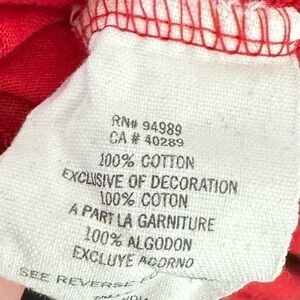 RN# 94989
CA # 40289
100% COTTON
EXCLUSIVE OF DECORATION
100% COTON
A PART LA GARNITURE
100% ALGODON
EXCLUYE ADORNO
SEE REVERSE